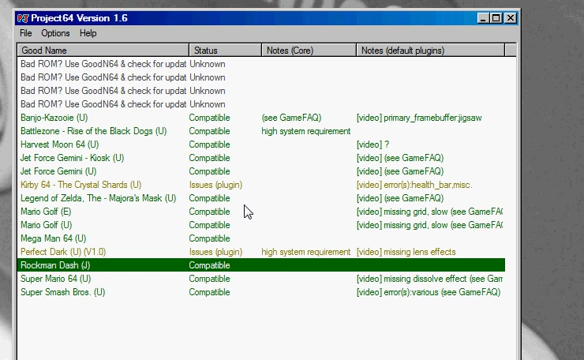 Project64 Version 1.6
File Options Help
Good Name Status Notes (Core) Notes (default plugins)
Bad ROM? Use GoodN64 & check for updat Unknown
Bad ROM? Use GoodN64 & check for updat Unknown
Bad ROM? Use GoodN64 & check for updat Unknown
Bad ROM? Use GoodN64 & check for updat Unknown
Banjo-Kazooie (U) Compatible (see GameFAQ) [video] primary_framebuffer:jigsaw
Battlezone - Rise of the Black Dogs (U) Compatible high system requirement
Harvest Moon 64 (U) Compatible [video] ?
Jet Force Gemini - Kiosk (U) Compatible [video] (see GameFAQ)
Jet Force Gemini (U) Compatible [video] (see GameFAQ)
Kirby 64 - The Crystal Shards (U) Issues (plugin) [video] error(s):health_bar,misc.
Legend of Zelda, The - Majora's Mask (U) Compatible [video] (see GameFAQ)
Mario Golf (E) Compatible [video] missing grid, slow (see GameFA
Mario Golf (U) Compatible [video] missing grid, slow (see GameFA
Mega Man 64 (U) Compatible
Perfect Dark (U) (V1.0) Issues (plugin) high system requirement [video] missing lens effects
Rockman Dash (J) Compatible
Super Mario 64 (U) Compatible [video] missing dissolve effect (see Gam
Super Smash Bros. (U) Compatible [video] error(s):various (see GameFAQ)